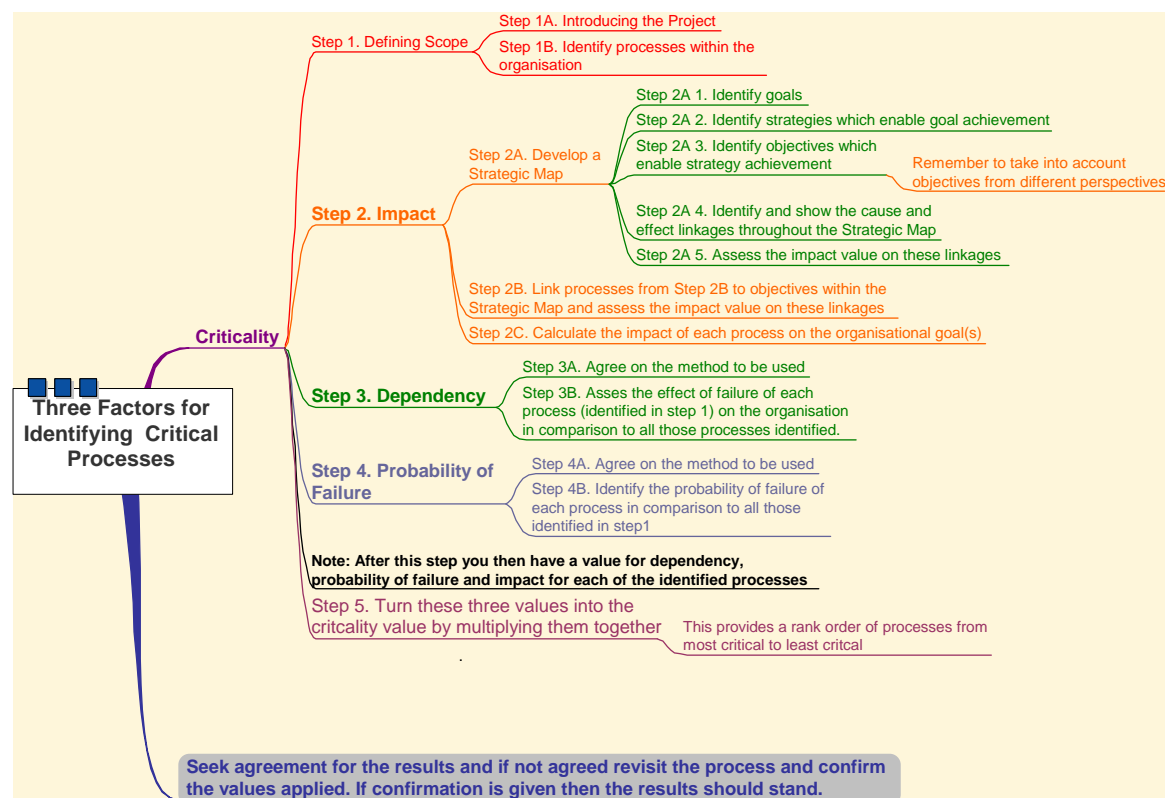 Step 1A. Introducing the Project
Step 1. Defining Scope
Step 1B. Identify processes within the
organisation
Step 2A 1. Identify goals
Step 2A 2. Identify strategies which enable goal achievement
Step 2A. Develop a
Strategic Map
Step 2A 3. Identify objectives which
enable strategy achievement
Remember to take into account
objectives from different perspectives
Step 2. Impact
Step 2A 4. Identify and show the cause and
effect linkages throughout the Strategic Map
Step 2A 5. Assess the impact value on these linkages
Step 2B. Link processes from Step 2B to objectives within the
Strategic Map and assess the impact value on these linkages
Step 2C. Calculate the impact of each process on the organisational goal(s)
Criticality
Three Factors for
Identifying Critical
Processes
Step 3. Dependency
Step 3A. Agree on the method to be used
Step 3B. Asses the effect of failure of each
process (identified in step 1) on the organisation
in comparison to all those processes identified.
Step 4. Probability of
Failure
Step 4A. Agree on the method to be used
Step 4B. Identify the probability of failure of
each process in comparison to all those
identified in step1
Note: After this step you then have a value for dependency,
probability of failure and impact for each of the identified processes
Step 5. Turn these three values into the
critcality value by multiplying them together
This provides a rank order of processes from
most critical to least critcal
.
Seek agreement for the results and if not agreed revisit the process and confirm
the values applied. If confirmation is given then the results should stand.